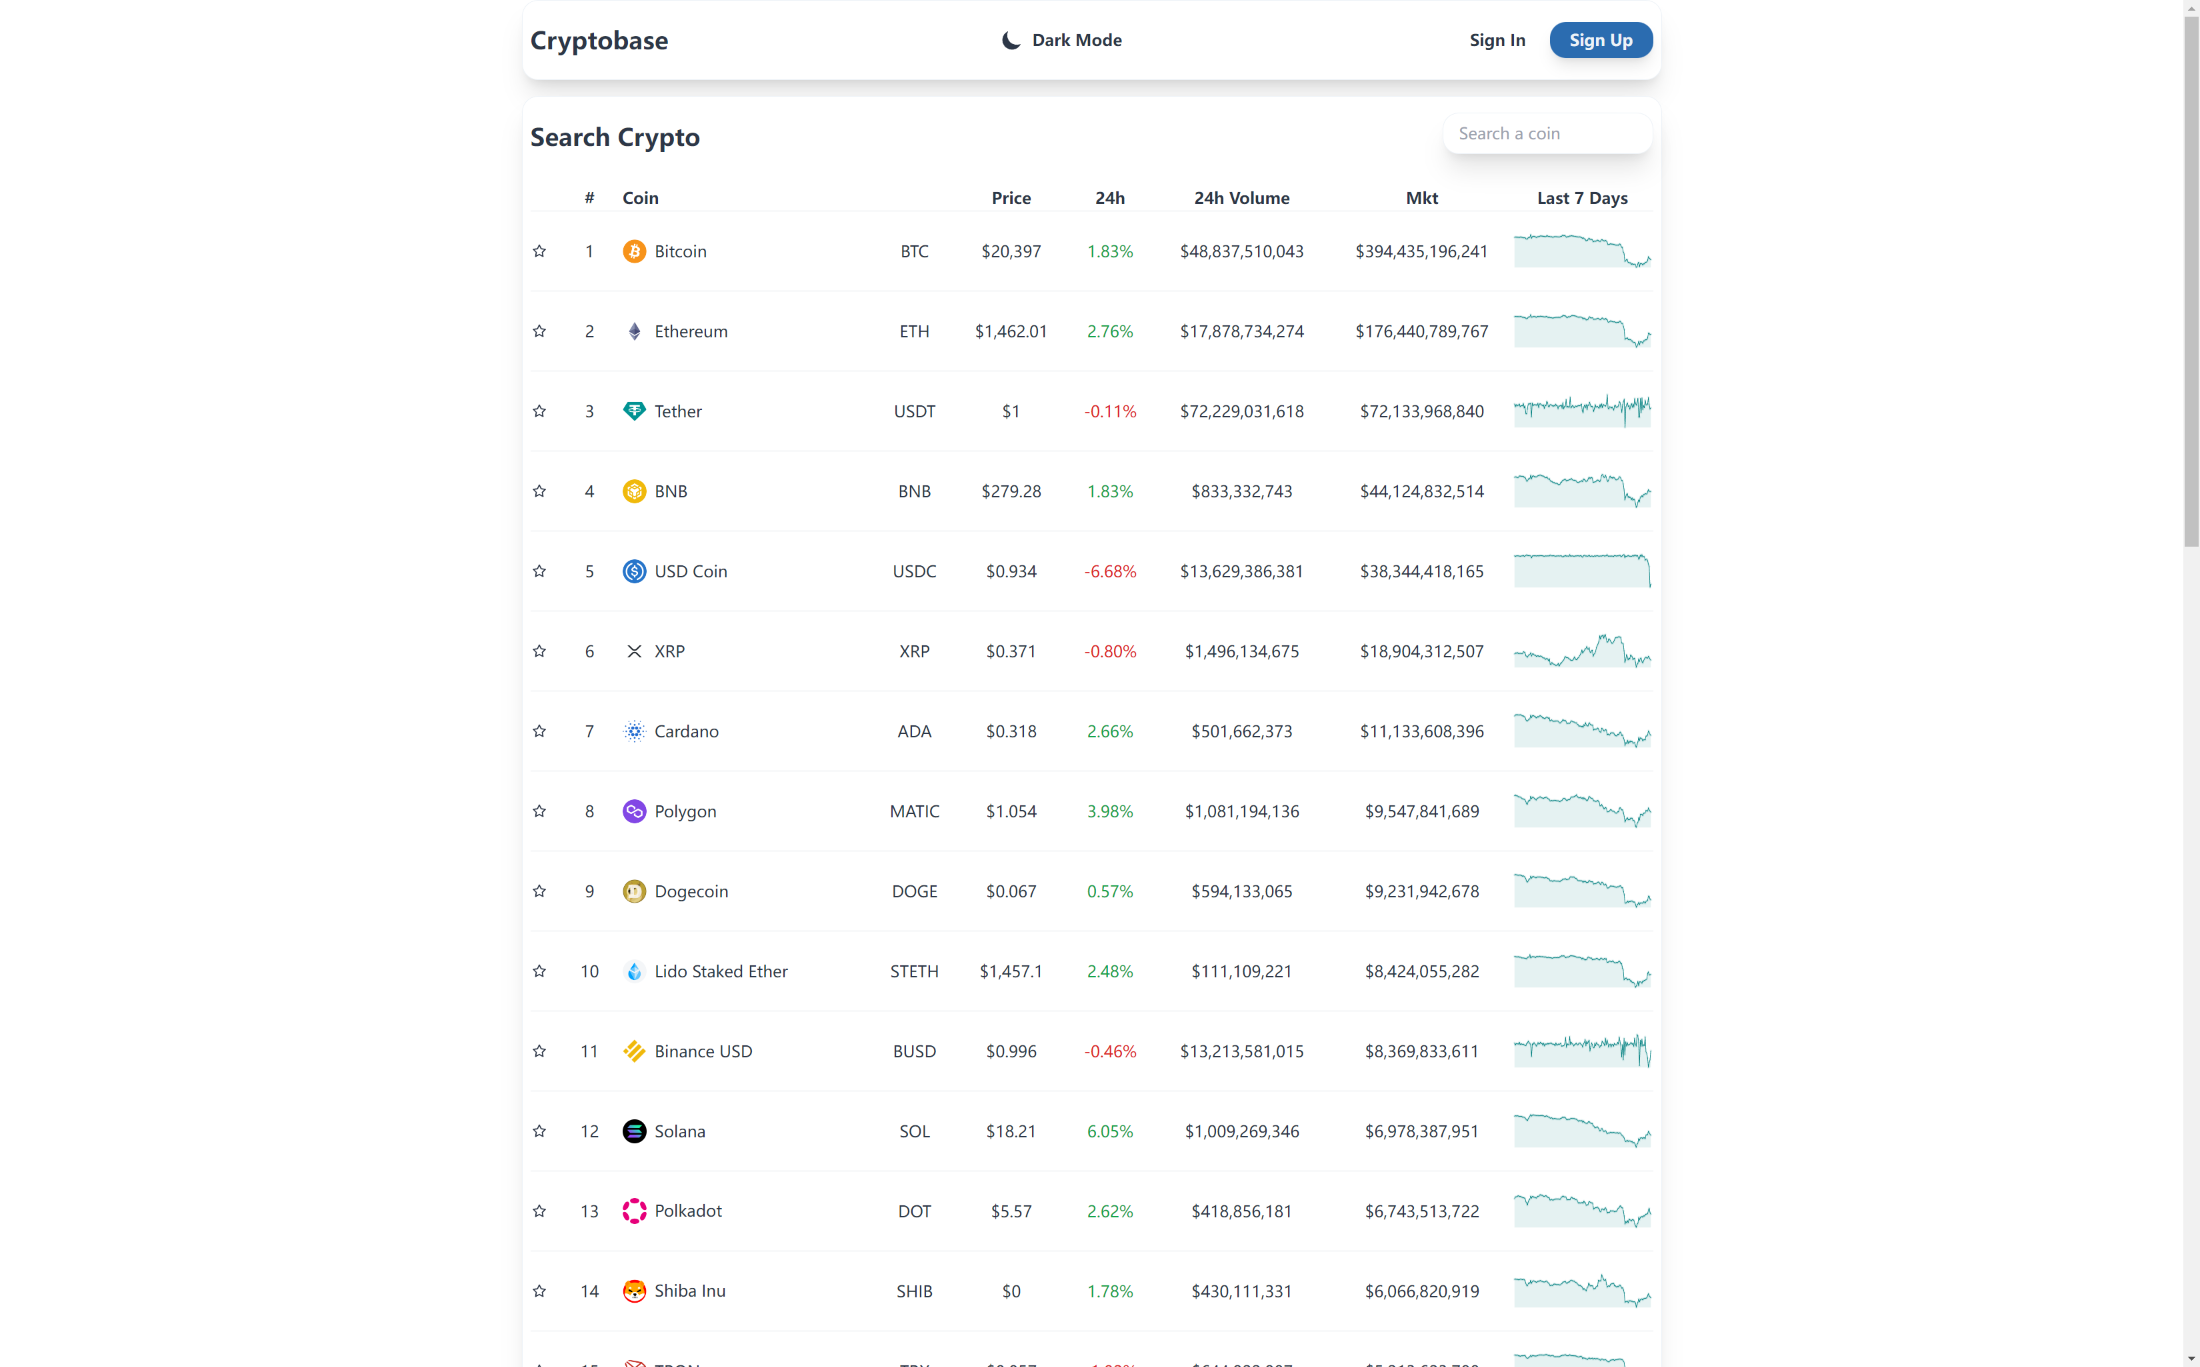 Cryptobase Dark Mode Sign In Sign Up
Search Crypto Search a coin
# Coin Price 24h 24h Volume Mkt Last 7 Days
1 Bitcoin BTC $20,397 1.83% $48,837,510,043 $394,435,196,241
2 Ethereum ETH $1,462.01 2.76% $17,878,734,274 $176,440,789,767
3 Tether USDT $1 -0.11% $72,229,031,618 $72,133,968,840
4 BNB BNB $279.28 1.83% $833,332,743 $44,124,832,514
5 USD Coin USDC $0.934 -6.68% $13,629,386,381 $38,344,418,165
6 XRP XRP $0.371 -0.80% $1,496,134,675 $18,904,312,507
7 Cardano ADA $0.318 2.66% $501,662,373 $11,133,608,396
8 Polygon MATIC $1.054 3.98% $1,081,194,136 $9,547,841,689
9 Dogecoin DOGE $0.067 0.57% $594,133,065 $9,231,942,678
10 Lido Staked Ether STETH $1,457.1 2.48% $111,109,221 $8,424,055,282
11 Binance USD BUSD $0.996 -0.46% $13,213,581,015 $8,369,833,611
12 Solana SOL $18.21 6.05% $1,009,269,346 $6,978,387,951
13 Polkadot DOT $5.57 2.62% $418,856,181 $6,743,513,722
14 Shiba Inu SHIB $0 1.78% $430,111,331 $6,066,820,919